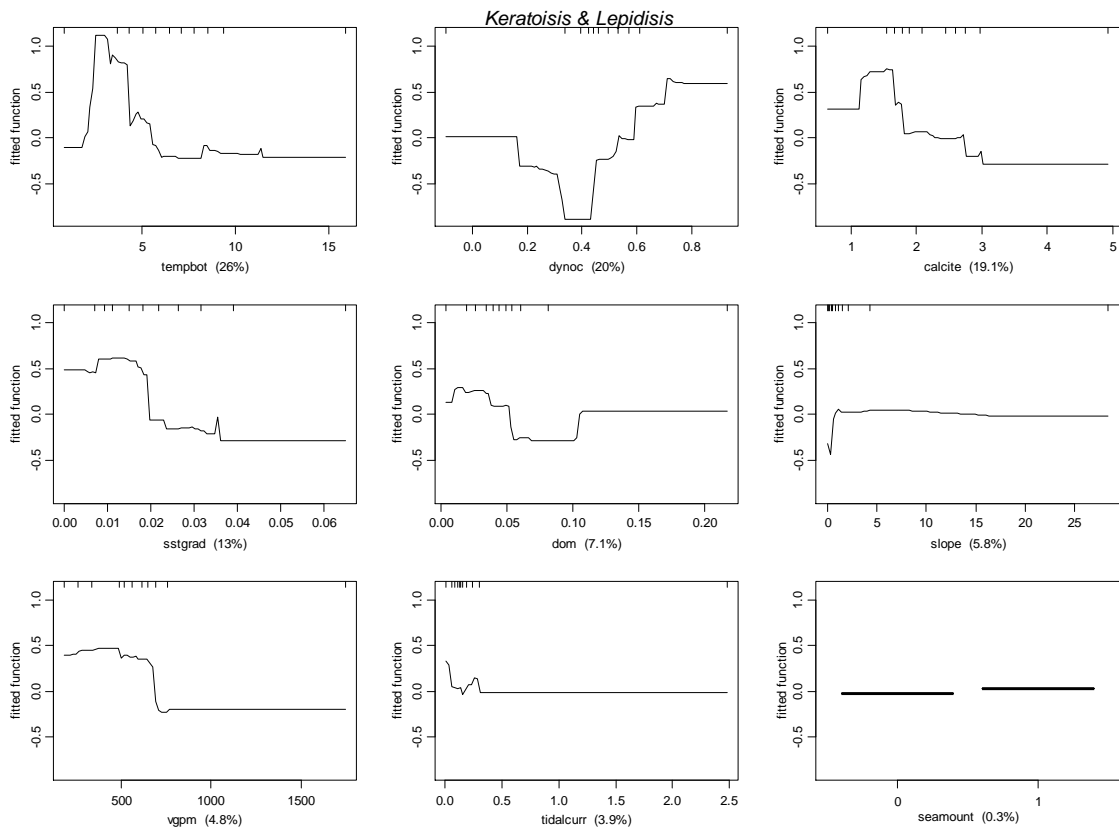 Keratoisis & Lepidisis
fitted function
-0.5 0.0 0.5 1.0
5 10 15
tempbot (26%)
fitted function
-0.5 0.0 0.5 1.0
0.0 0.2 0.4 0.6 0.8
dynoc (20%)
fitted function
-0.5 0.0 0.5 1.0
1 2 3 4 5
calcite (19.1%)
fitted function
-0.5 0.0 0.5 1.0
0.00 0.01 0.02 0.03 0.04 0.05 0.06
sstgrad (13%)
fitted function
-0.5 0.0 0.5 1.0
0.00 0.05 0.10 0.15 0.20
dom (7.1%)
fitted function
-0.5 0.0 0.5 1.0
0 5 10 15 20 25
slope (5.8%)
fitted function
-0.5 0.0 0.5 1.0
500 1000 1500
vgpm (4.8%)
fitted function
-0.5 0.0 0.5 1.0
0.0 0.5 1.0 1.5 2.0 2.5
tidalcurr (3.9%)
fitted function
-0.5 0.0 0.5 1.0
0 1
seamount (0.3%)